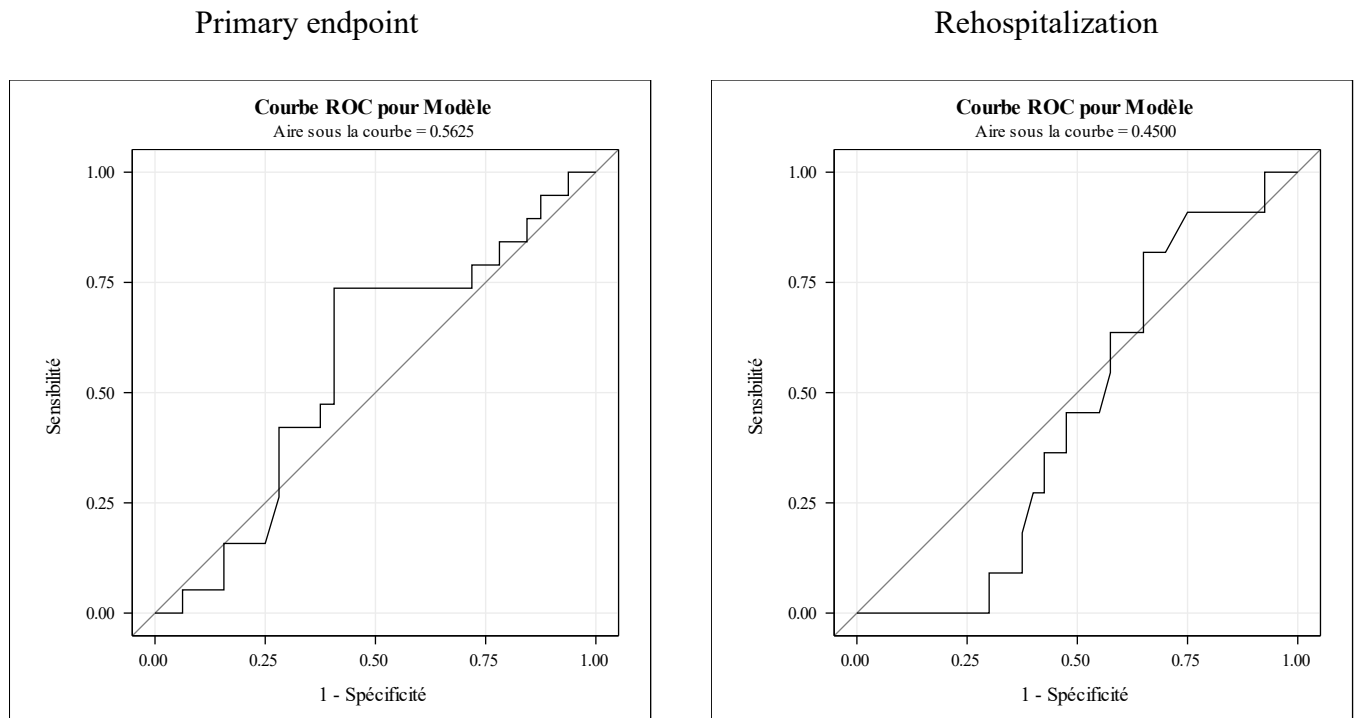 Primary endpoint
Rehospitalization
Courbe ROC pour Modèle
Aire sous la courbe = 0.5625
1.00
0.75
0.50
0.25
0.00
Sensibilité
0.00 0.25 0.50 0.75 1.00
1 - Spécificité
Courbe ROC pour Modèle
Aire sous la courbe = 0.4500
1.00
0.75
0.50
0.25
0.00
Sensibilité
0.00 0.25 0.50 0.75 1.00
1 - Spécificité